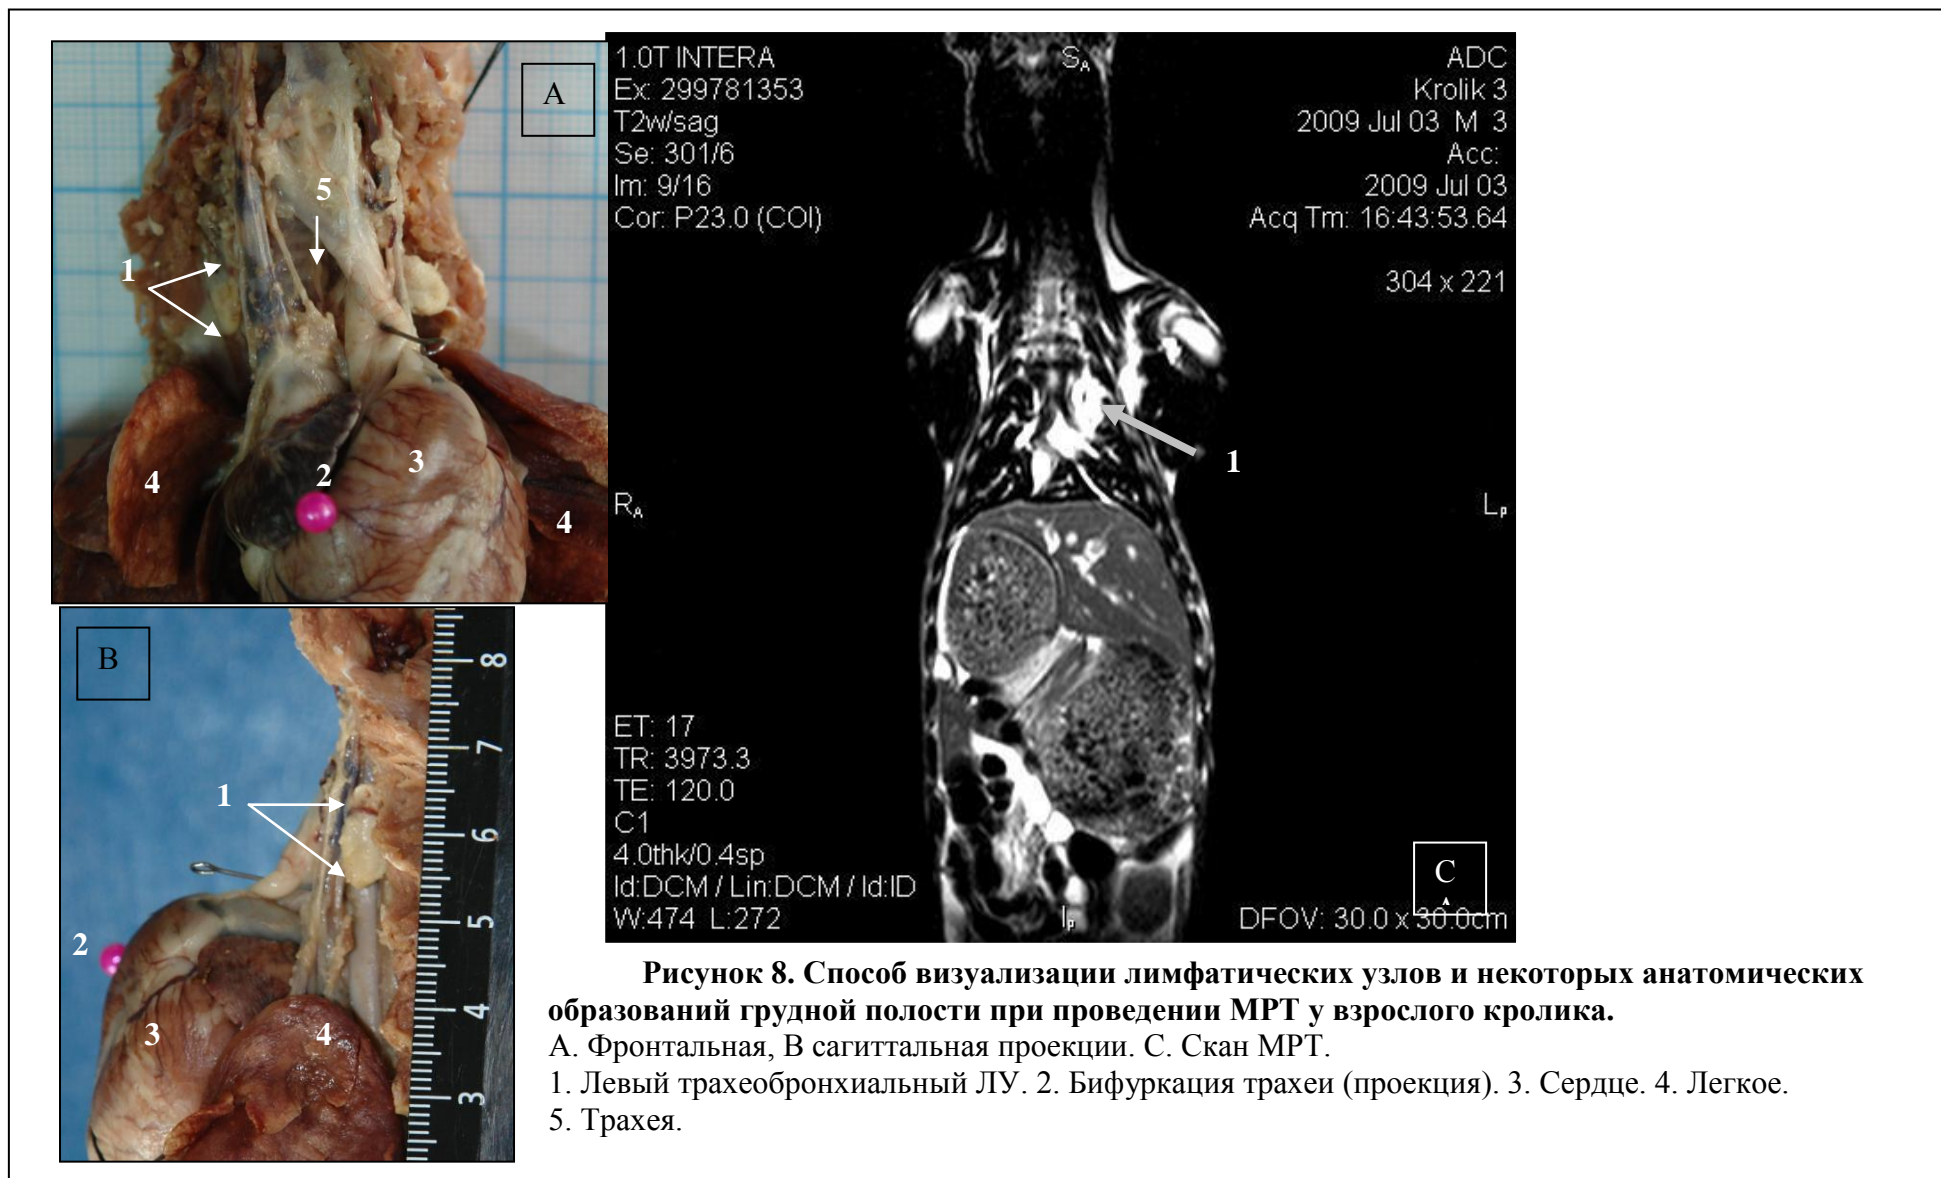 A
5
1
2
3
4
4
1.0T INTERA
Ex: 299781353
T2w/sag
Se: 301/6
Im: 9/16
Cor: P23.0 (COI)
SA
ADC
Krolik 3
2009 Jul 03 M 3
Acc:
2009 Jul 03
Acq Tm: 16:43:53.64
304 x 221
1
RA
LP
ET: 17
TR: 3973.3
TE: 120.0
C1
4.0thk/0.4sp
Id:DCM / Lin:DCM / Id:ID
W:474 L:272
IP
C
A
DFOV: 30.0 x 30.0cm
B
8
7
6
5
4
3
1
2
3
4
Рисунок 8. Способ визуализации лимфатических узлов и некоторых анатомических
образований грудной полости при проведении МРТ у взрослого кролика.
А. Фронтальная, В сагиттальная проекции. С. Скан МРТ.
1. Левый трахеобронхиальный ЛУ. 2. Бифуркация трахеи (проекция). 3. Сердце. 4. Легкое.
5. Трахея.